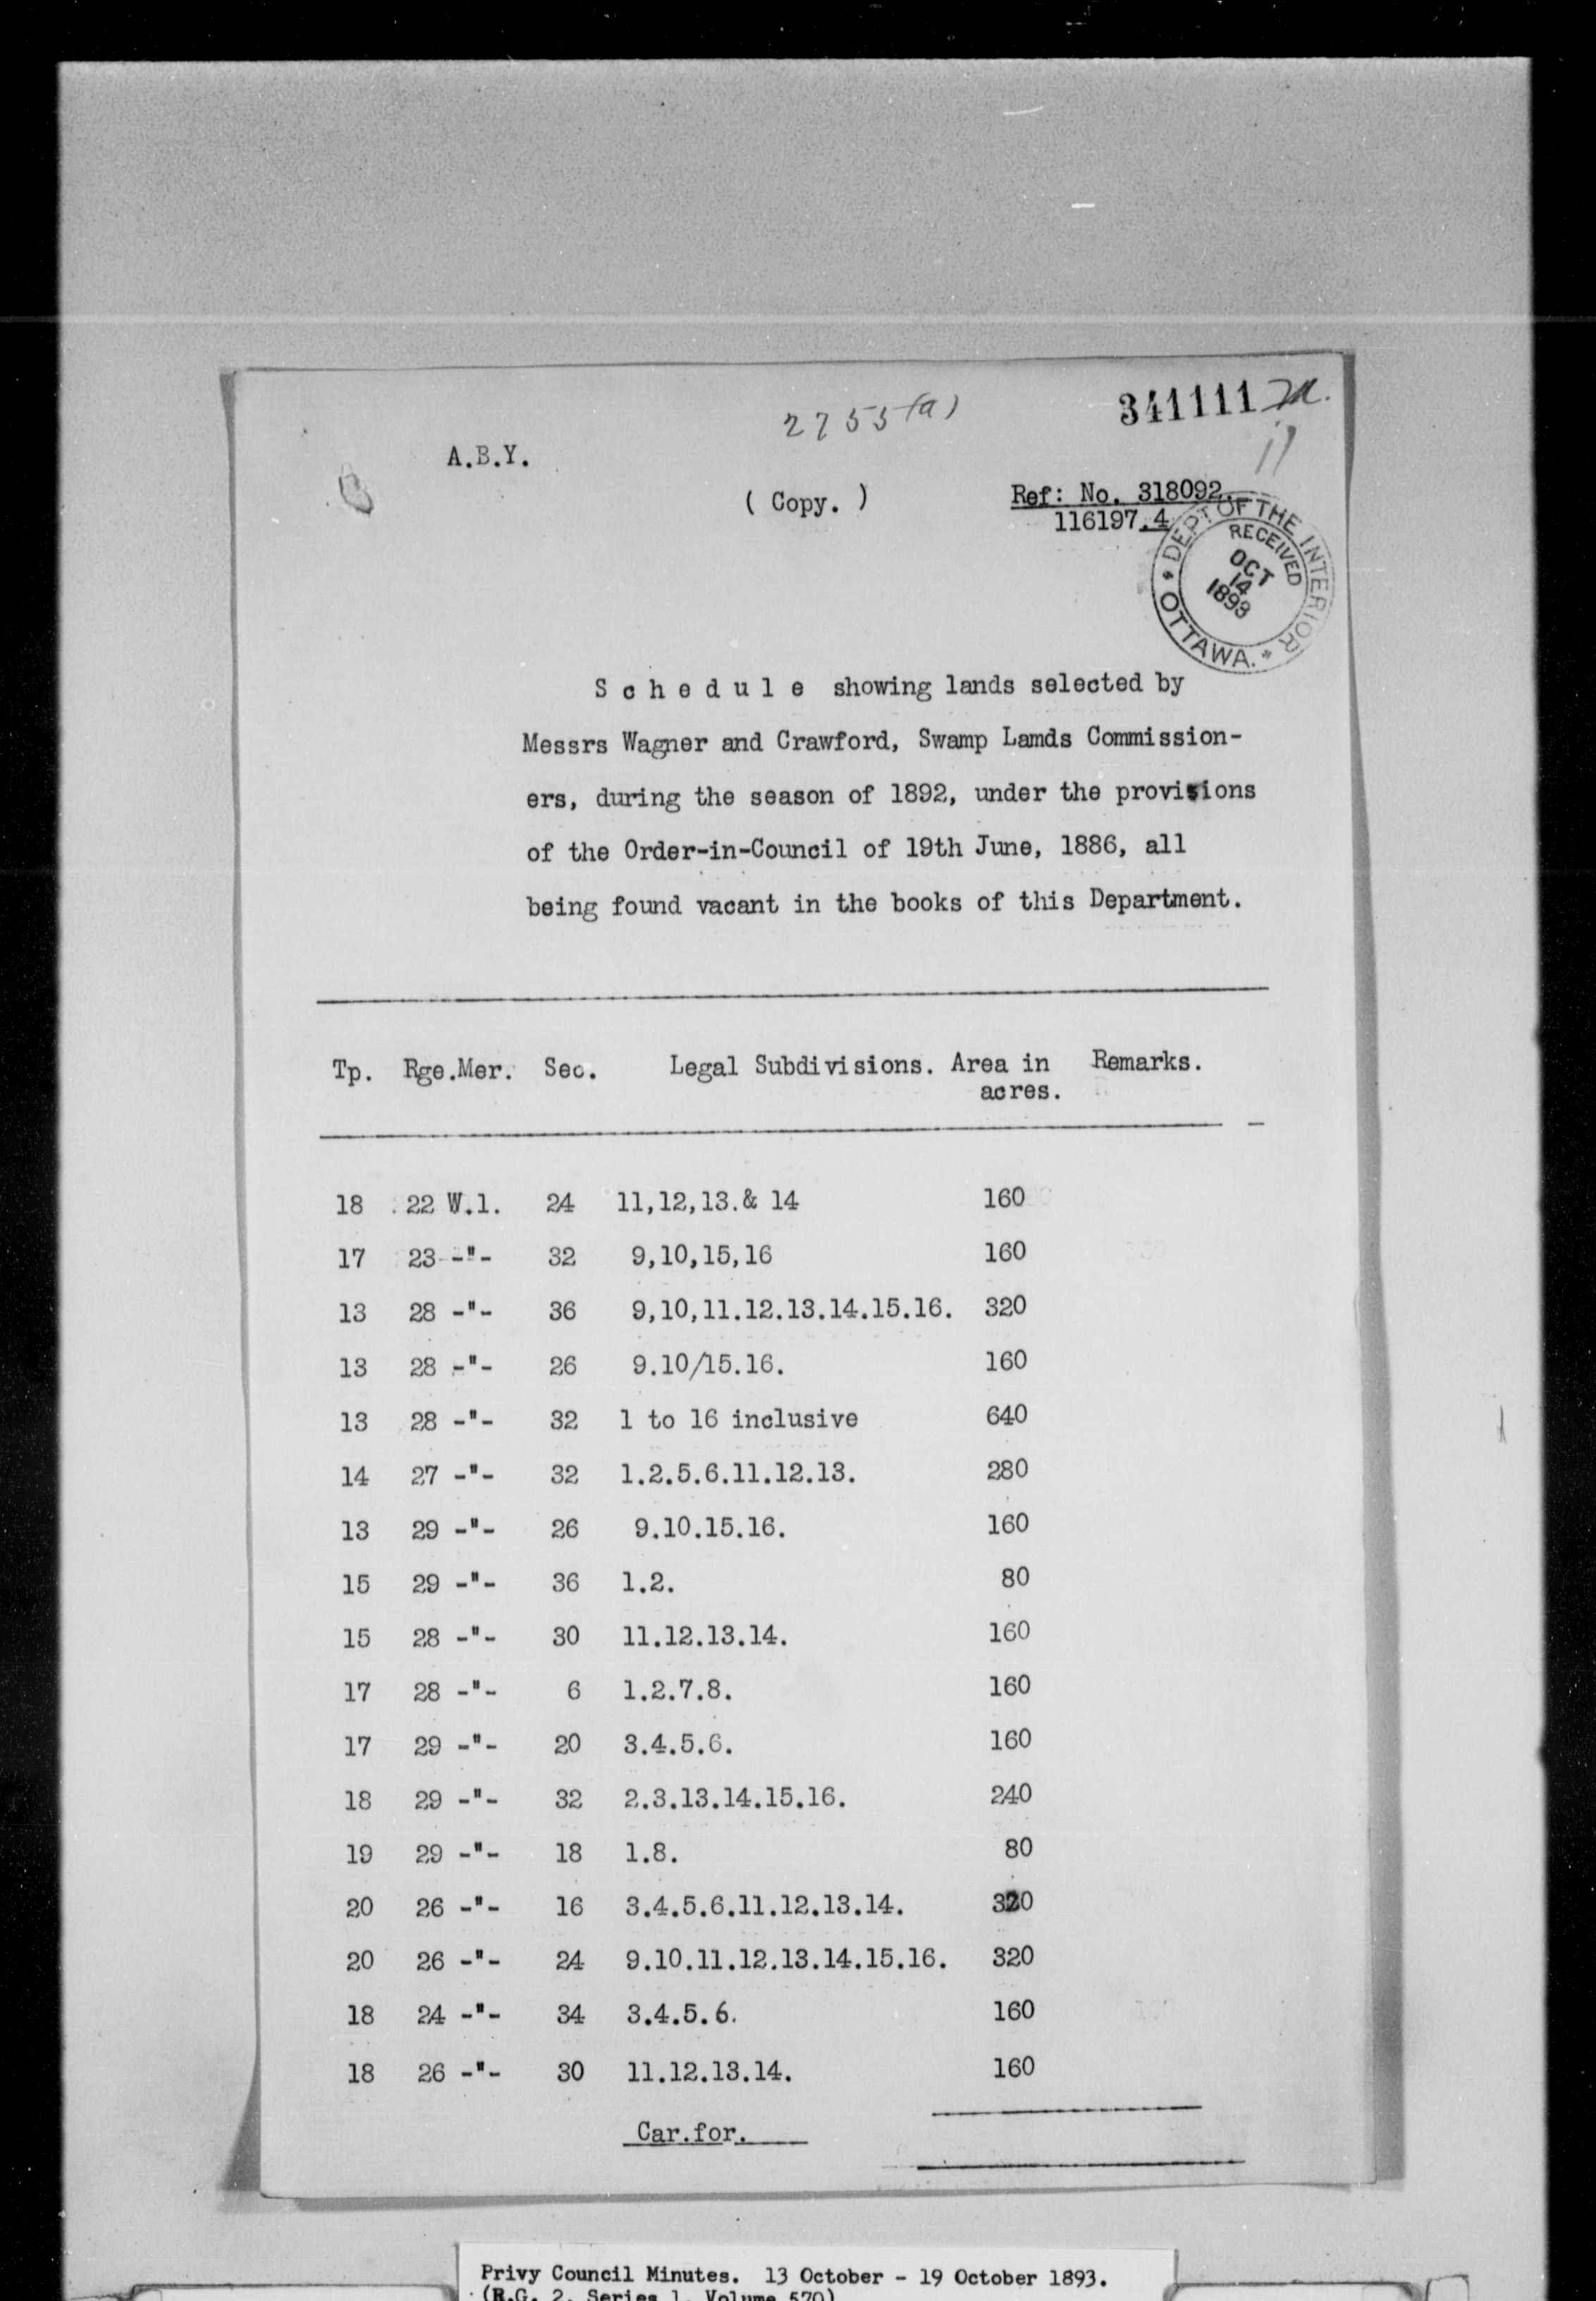 2755(a)
341111
A.B.Y.
( Copy. )
Ref: No. 318092.
116197.4
* DEPT OF THE INTERIOR * OTTAWA.
RECEIVED
OCT
14
1893
S c h e d u l e showing lands selected by
Messrs Wagner and Crawford, Swamp Lamds Commission-
ers, during the season of 1892, under the provisions
of the Order-in-Council of 19th June, 1886, all
being found vacant in the books of this Department.
Tp. Rge.Mer. Sec. Legal Subdivisions. Area in Remarks.
acres.
18 22 W.1. 24 11,12,13.& 14 160
17 23 -"- 32 9,10,15,16 160
13 28 -"- 36 9,10,11.12.13.14.15.16. 320
13 28 -"- 26 9.10/15.16. 160
13 28 -"- 32 1 to 16 inclusive 640
14 27 -"- 32 1.2.5.6.11.12.13. 280
13 29 -"- 26 9.10.15.16. 160
15 29 -"- 36 1.2. 80
15 28 -"- 30 11.12.13.14. 160
17 28 -"- 6 1.2.7.8. 160
17 29 -"- 20 3.4.5.6. 160
18 29 -"- 32 2.3.13.14.15.16. 240
19 29 -"- 18 1.8. 80
20 26 -"- 16 3.4.5.6.11.12.13.14. 320
20 26 -"- 24 9.10.11.12.13.14.15.16. 320
18 24 -"- 34 3.4.5.6. 160
18 26 -"- 30 11.12.13.14. 160
Car.for.
Privy Council Minutes. 13 October - 19 October 1893.
(R.G. 2, Series 1, Volume 570)